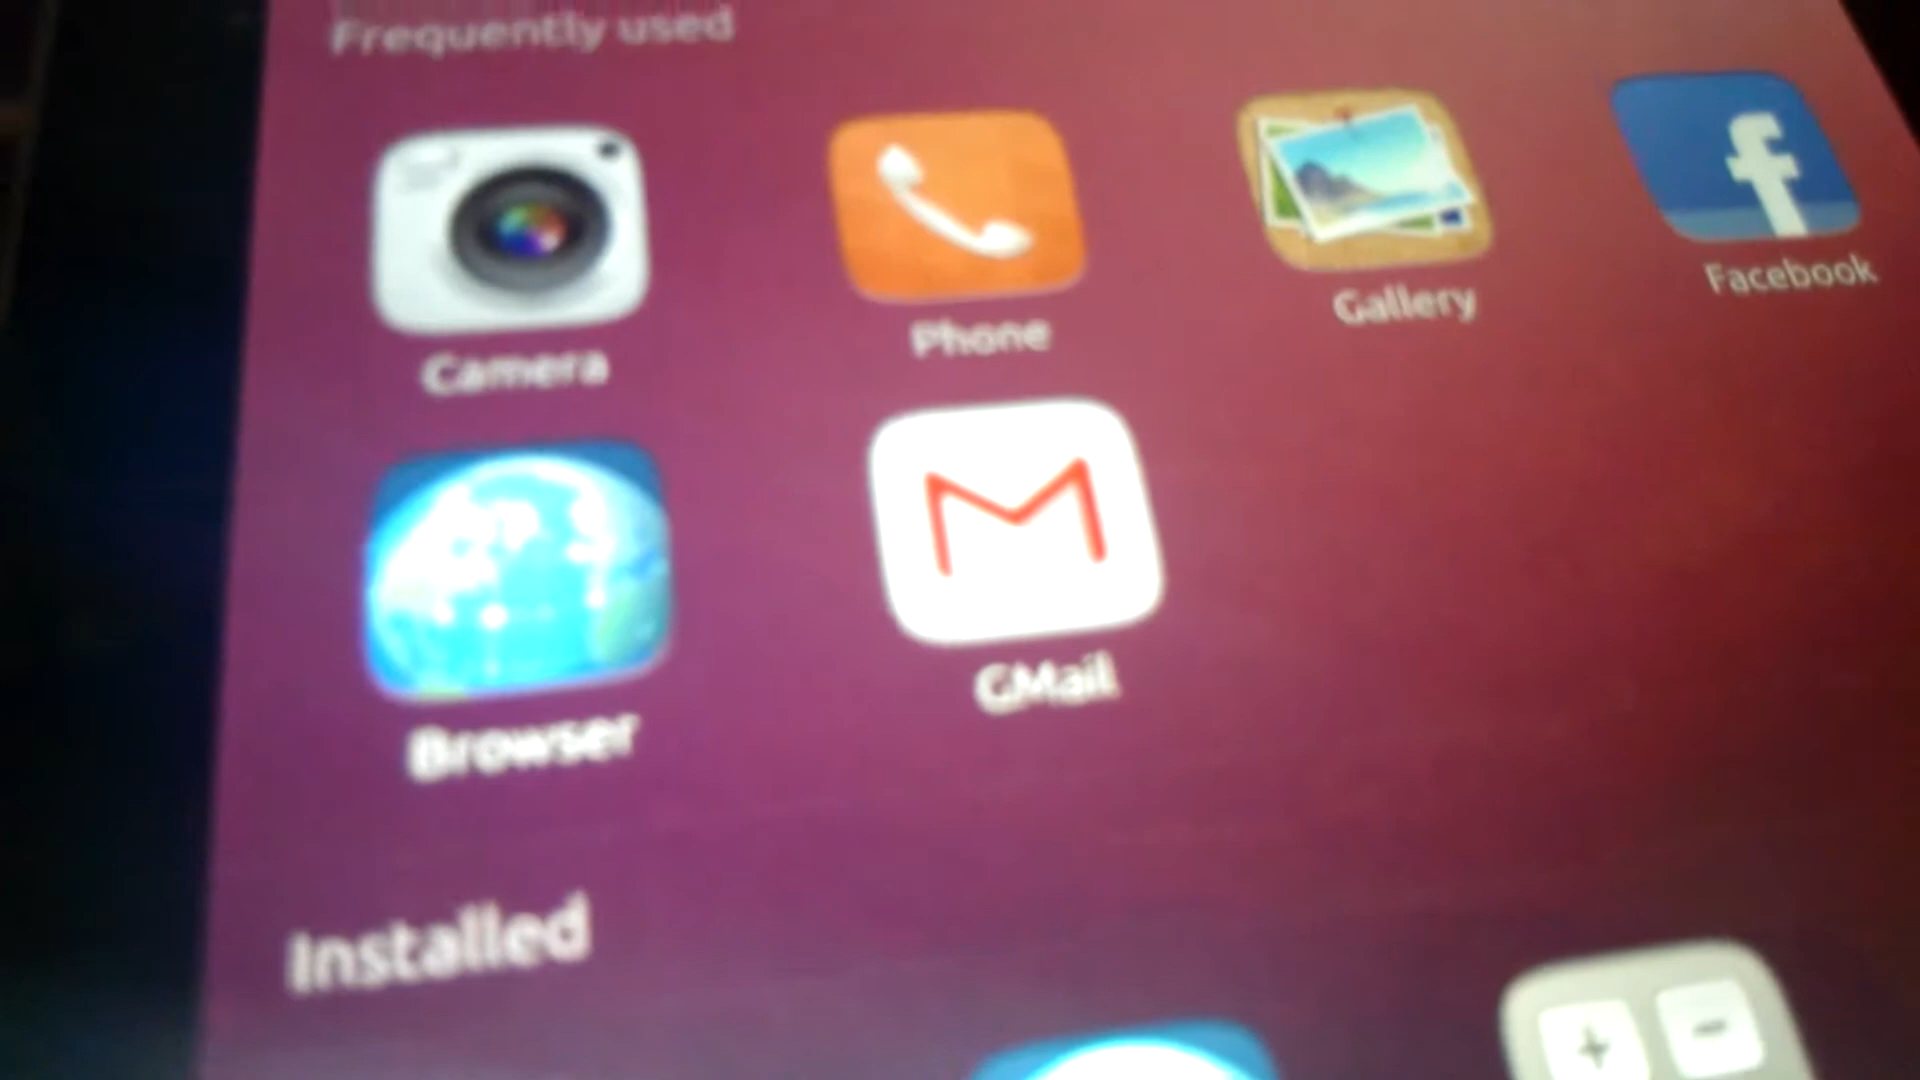 Frequently used
Camera
Phone
Gallery
Facebook
Browser
GMail
Installed